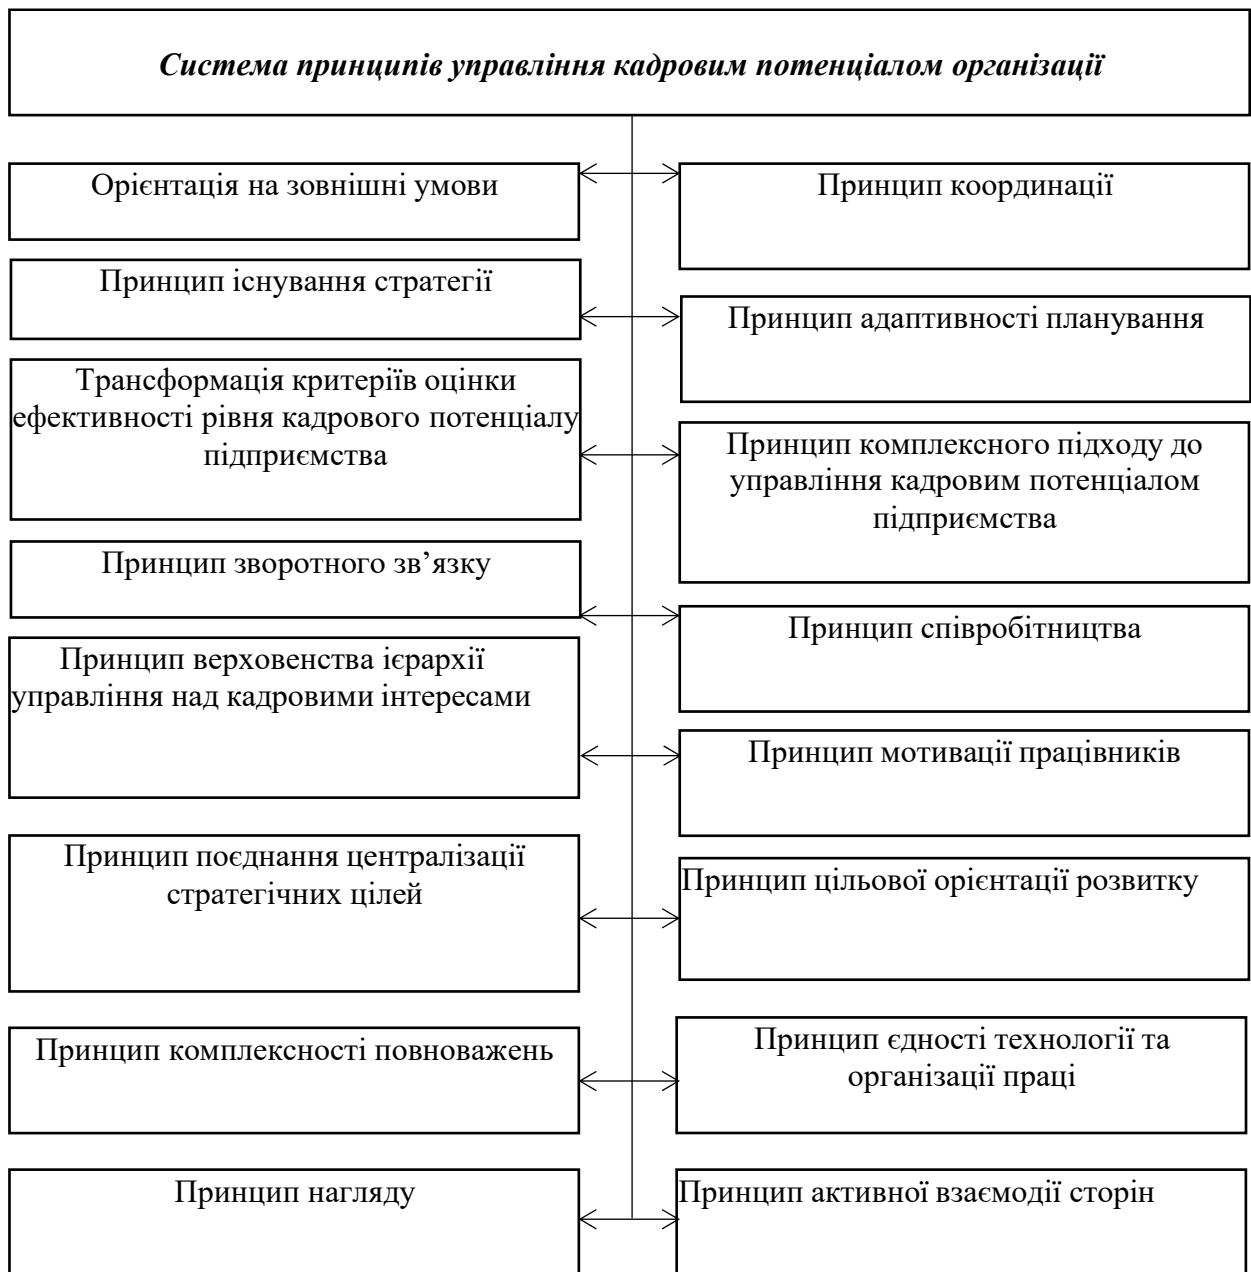 Система принципів управління кадровим потенціалом організації
Орієнтація на зовнішні умови
Принцип координації
Принцип існування стратегії
Принцип адаптивності планування
Трансформація критеріїв оцінки
ефективності рівня кадрового потенціалу
підприємства
Принцип комплексного підходу до
управління кадровим потенціалом
підприємства
Принцип зворотного зв’язку
Принцип співробітництва
Принцип верховенства ієрархії
управління над кадровими інтересами
Принцип мотивації працівників
Принцип поєднання централізації
стратегічних цілей
Принцип цільової орієнтації розвитку
Принцип комплексності повноважень
Принцип єдності технології та
організації праці
Принцип нагляду
Принцип активної взаємодії сторін